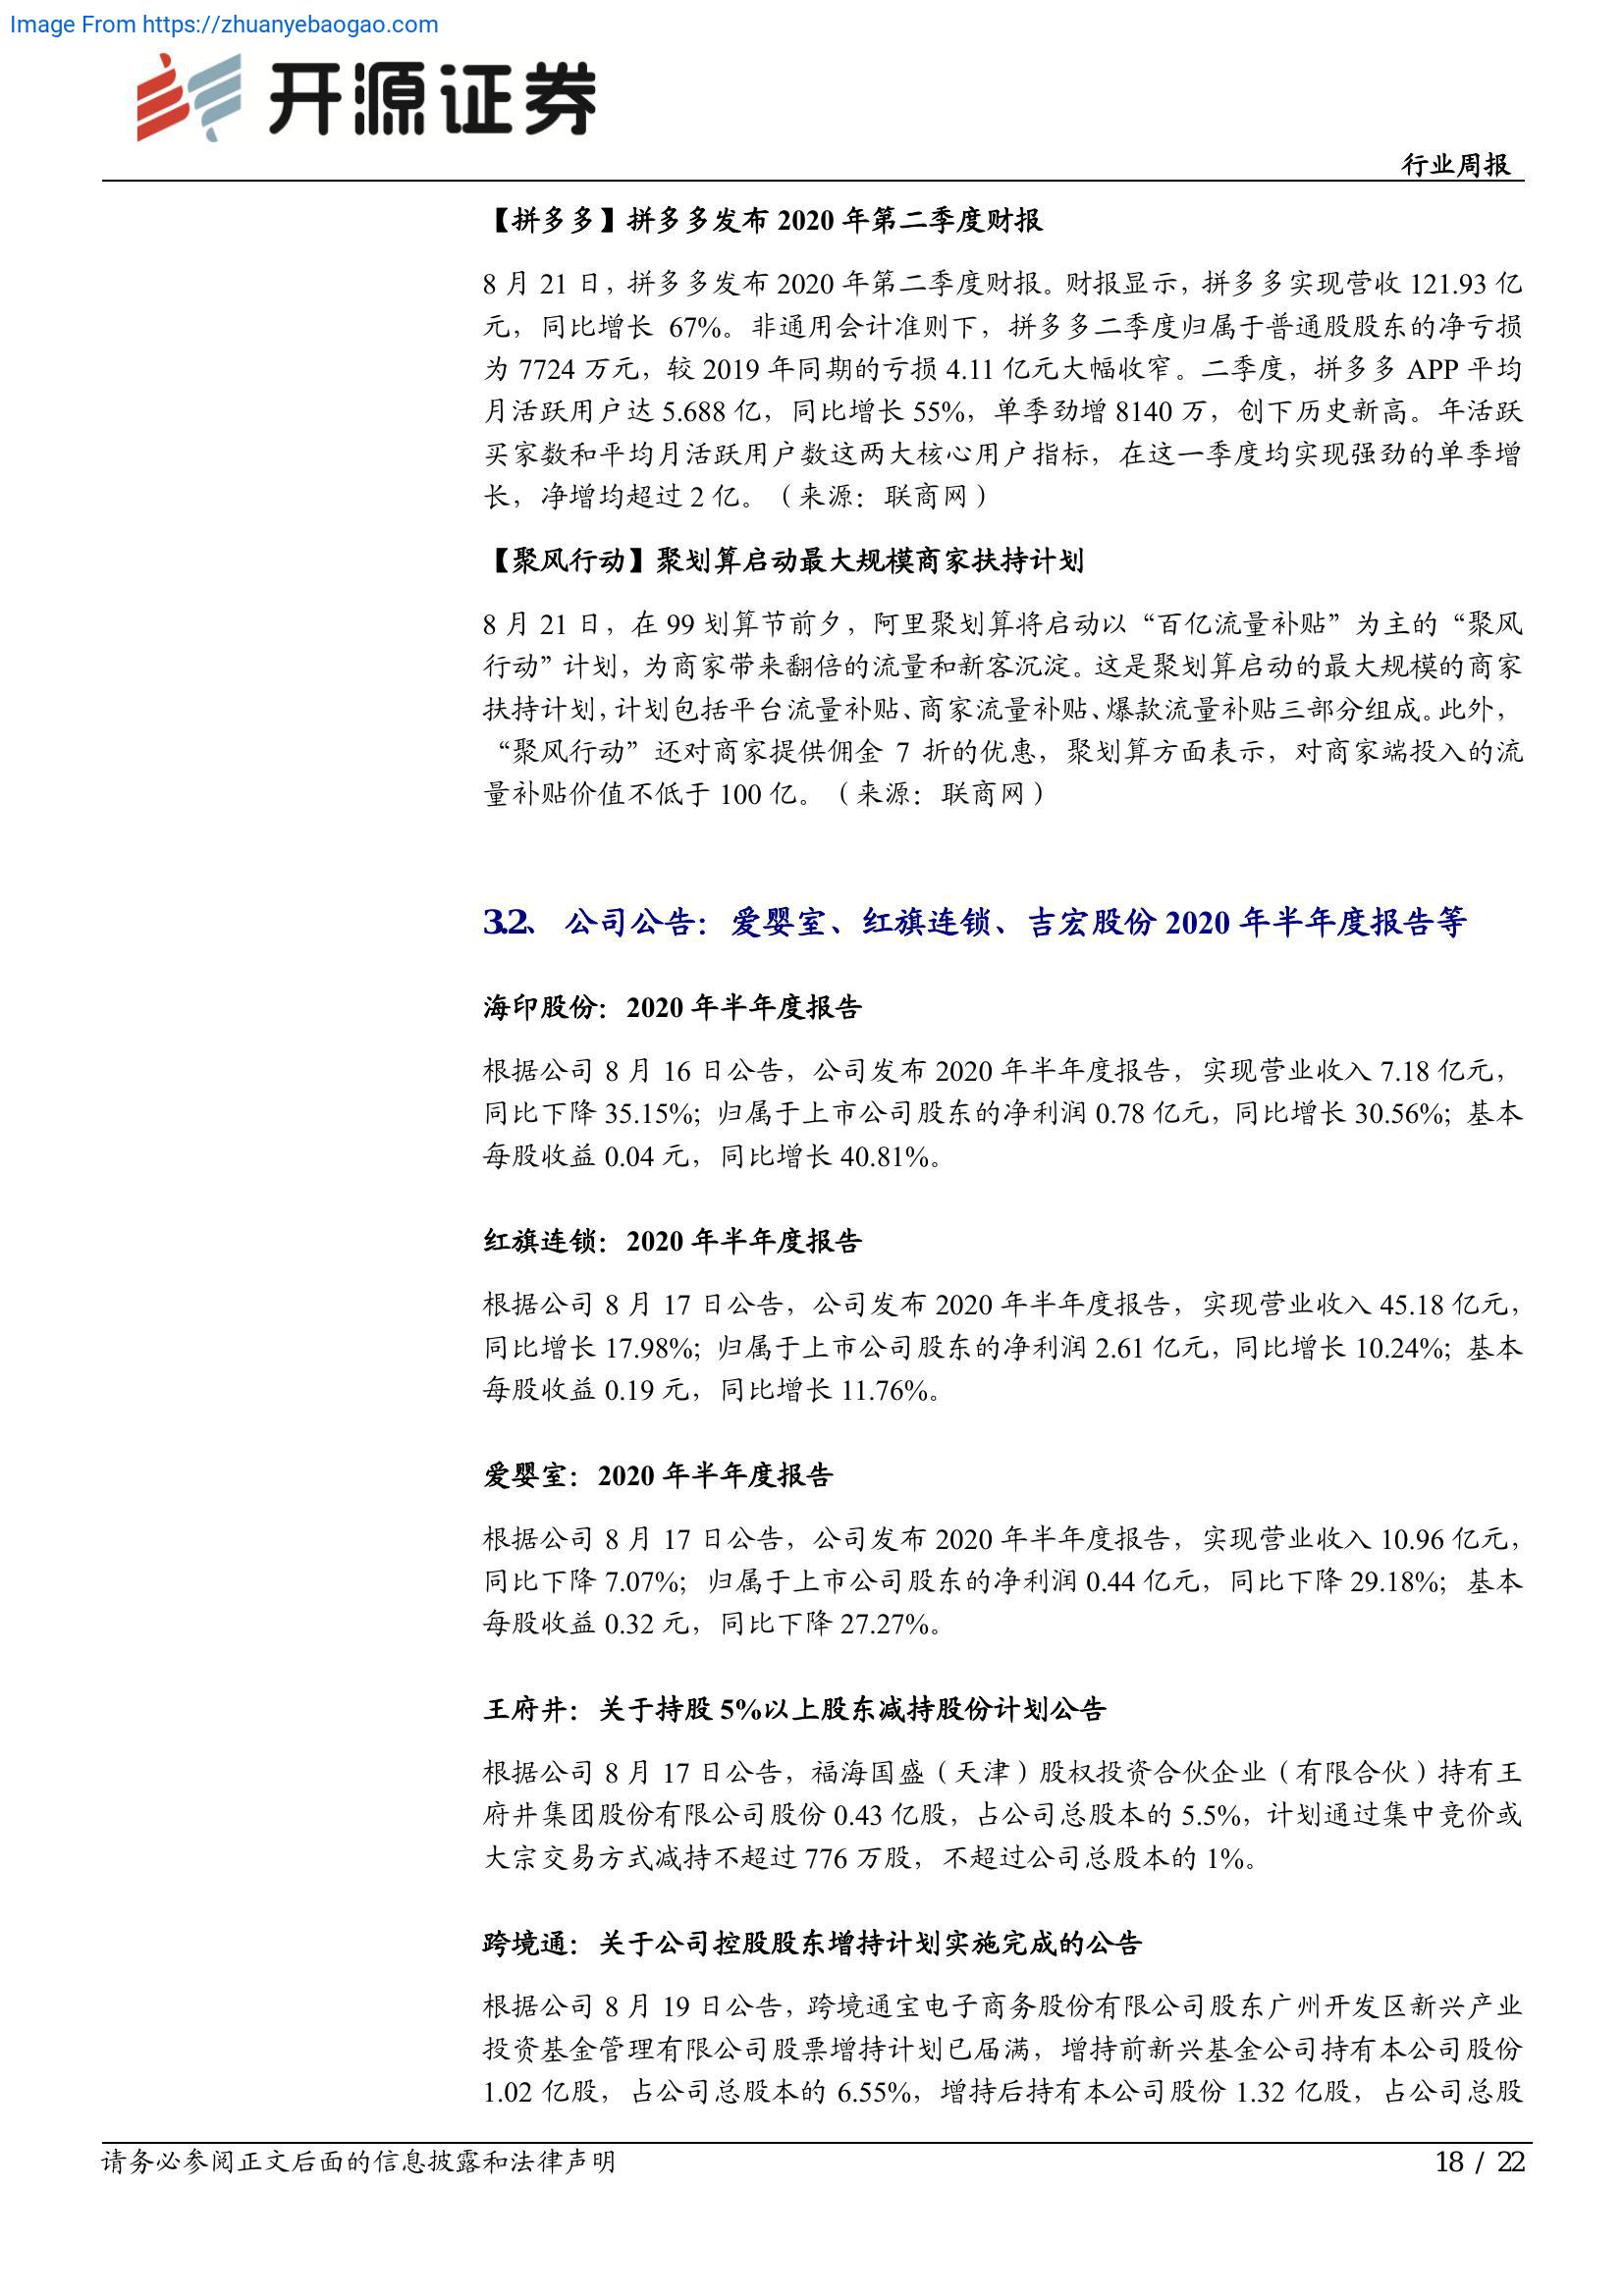 Image From https://zhuanyebaogao.com
开源证券
行业周报
【拼多多】拼多多发布 2020 年第二季度财报
8 月 21 日，拼多多发布 2020 年第二季度财报。财报显示，拼多多实现营收 121.93 亿
元，同比增长 67%。非通用会计准则下，拼多多二季度归属于普通股股东的净亏损
为 7724 万元，较 2019 年同期的亏损 4.11 亿元大幅收窄。二季度，拼多多 APP 平均
月活跃用户达 5.688 亿，同比增长 55%，单季劲增 8140 万，创下历史新高。年活跃
买家数和平均月活跃用户数这两大核心用户指标，在这一季度均实现强劲的单季增
长，净增均超过 2 亿。（来源：联商网）
【聚风行动】聚划算启动最大规模商家扶持计划
8 月 21 日，在 99 划算节前夕，阿里聚划算将启动以“百亿流量补贴”为主的“聚风
行动”计划，为商家带来翻倍的流量和新客沉淀。这是聚划算启动的最大规模的商家
扶持计划，计划包括平台流量补贴、商家流量补贴、爆款流量补贴三部分组成。此外，
“聚风行动”还对商家提供佣金 7 折的优惠，聚划算方面表示，对商家端投入的流
量补贴价值不低于 100 亿。（来源：联商网）
3.2、 公司公告：爱婴室、红旗连锁、吉宏股份 2020 年半年度报告等
海印股份：2020 年半年度报告
根据公司 8 月 16 日公告，公司发布 2020 年半年度报告，实现营业收入 7.18 亿元，
同比下降 35.15%；归属于上市公司股东的净利润 0.78 亿元，同比增长 30.56%；基本
每股收益 0.04 元，同比增长 40.81%。
红旗连锁：2020 年半年度报告
根据公司 8 月 17 日公告，公司发布 2020 年半年度报告，实现营业收入 45.18 亿元，
同比增长 17.98%；归属于上市公司股东的净利润 2.61 亿元，同比增长 10.24%；基本
每股收益 0.19 元，同比增长 11.76%。
爱婴室：2020 年半年度报告
根据公司 8 月 17 日公告，公司发布 2020 年半年度报告，实现营业收入 10.96 亿元，
同比下降 7.07%；归属于上市公司股东的净利润 0.44 亿元，同比下降 29.18%；基本
每股收益 0.32 元，同比下降 27.27%。
王府井：关于持股 5%以上股东减持股份计划公告
根据公司 8 月 17 日公告，福海国盛（天津）股权投资合伙企业（有限合伙）持有王
府井集团股份有限公司股份 0.43 亿股，占公司总股本的 5.5%，计划通过集中竞价或
大宗交易方式减持不超过 776 万股，不超过公司总股本的 1%。
跨境通：关于公司控股股东增持计划实施完成的公告
根据公司 8 月 19 日公告，跨境通宝电子商务股份有限公司股东广州开发区新兴产业
投资基金管理有限公司股票增持计划已届满，增持前新兴基金公司持有本公司股份
1.02 亿股，占公司总股本的 6.55%，增持后持有本公司股份 1.32 亿股，占公司总股
请务必参阅正文后面的信息披露和法律声明
18 / 22